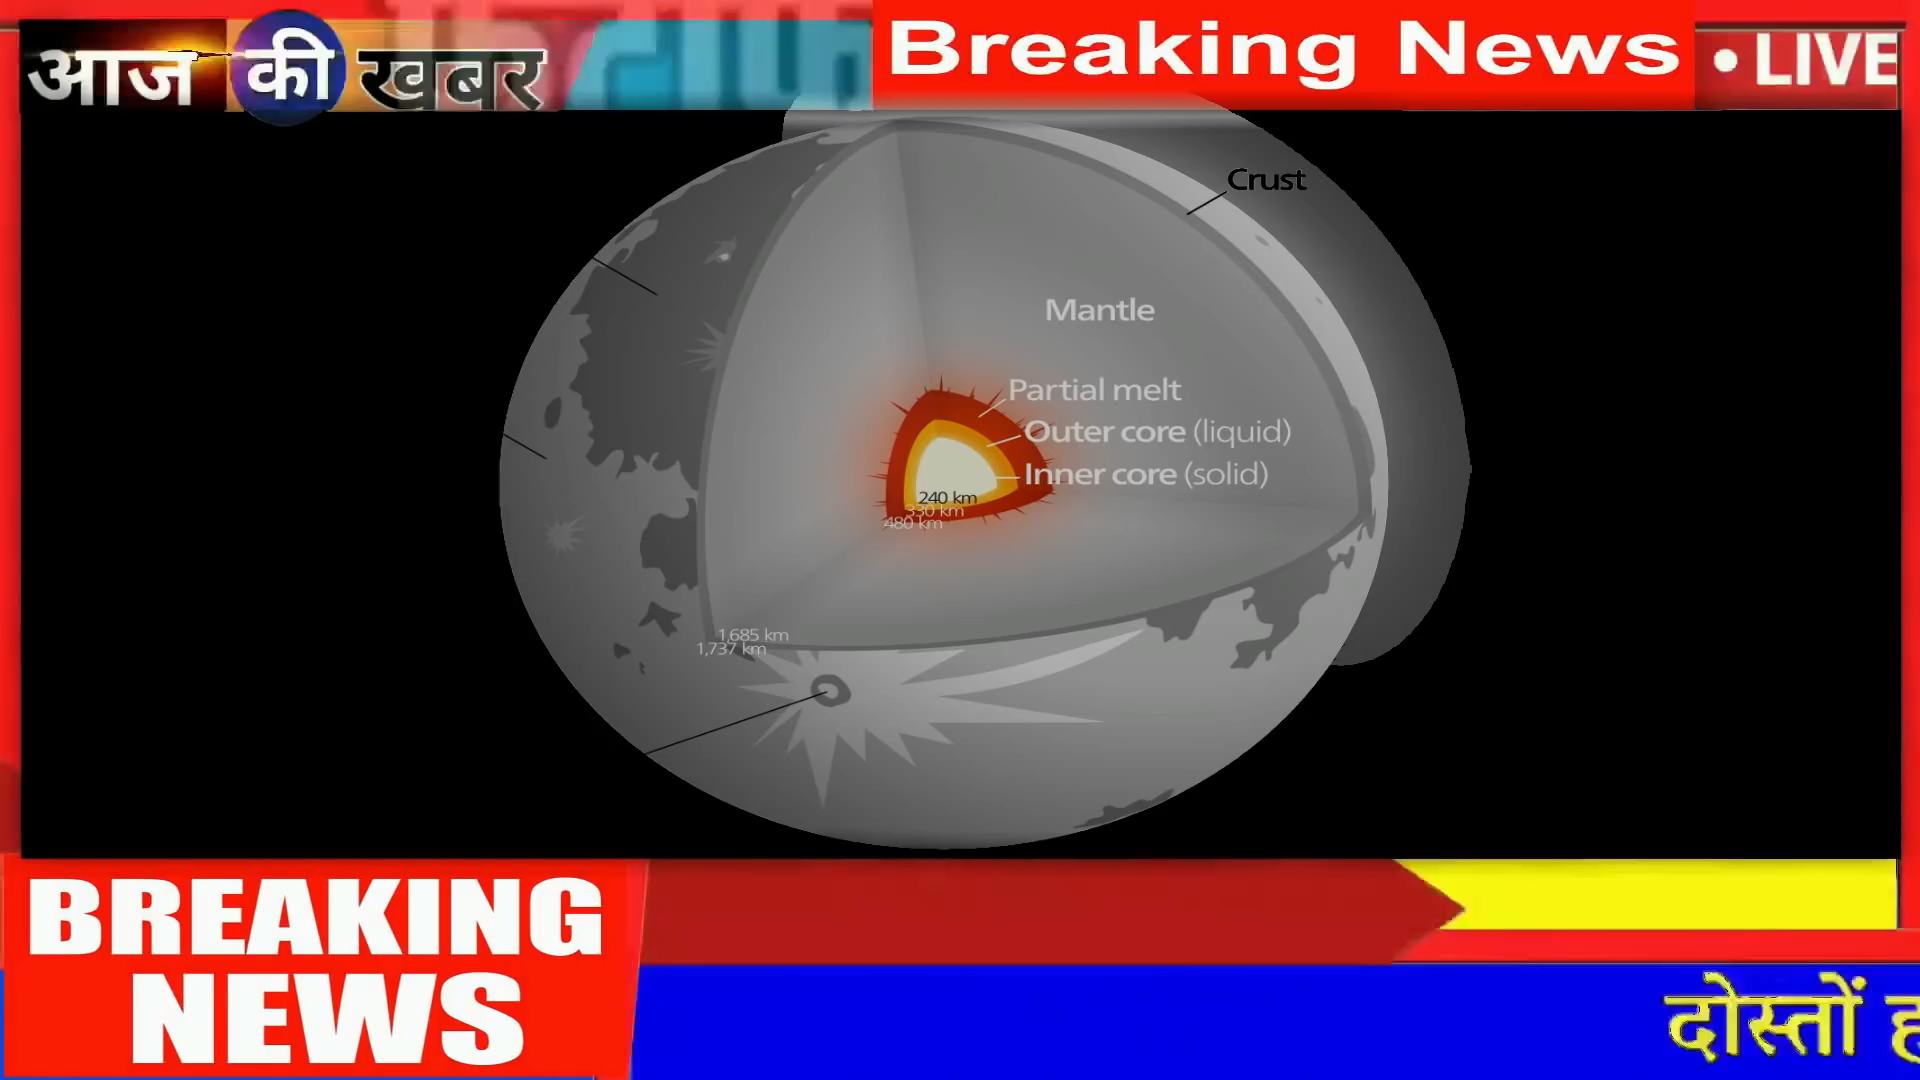 आज की खबर
Breaking News
• LIVE
Crust
Mantle
Partial melt
Outer core (liquid)
Inner core (solid)
240 km
330 km
480 km
1,685 km
1,737 km
BREAKING
NEWS
दोस्तों